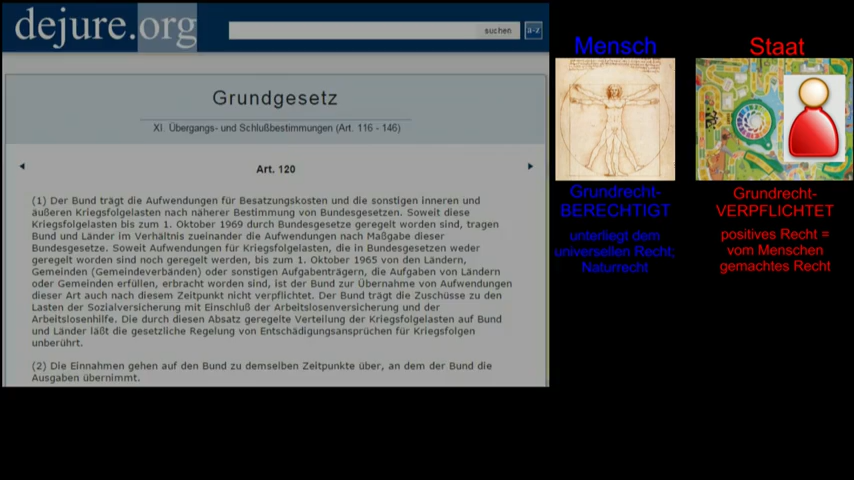 dejure.org
suchen
a-z
Grundgesetz
XI. Übergangs- und Schlußbestimmungen (Art. 116 - 146)
Art. 120
(1) Der Bund trägt die Aufwendungen für Besatzungskosten und die sonstigen inneren und
äußeren Kriegsfolgelasten nach näherer Bestimmung von Bundesgesetzen. Soweit diese
Kriegsfolgelasten bis zum 1. Oktober 1969 durch Bundesgesetze geregelt worden sind, tragen
Bund und Länder im Verhältnis zueinander die Aufwendungen nach Maßgabe dieser
Bundesgesetze. Soweit Aufwendungen für Kriegsfolgelasten, die in Bundesgesetzen weder
geregelt worden sind noch geregelt werden, bis zum 1. Oktober 1965 von den Ländern,
Gemeinden (Gemeindeverbänden) oder sonstigen Aufgabenträgern, die Aufgaben von Ländern
oder Gemeinden erfüllen, erbracht worden sind, ist der Bund zur Übernahme von Aufwendungen
dieser Art auch nach diesem Zeitpunkt nicht verpflichtet. Der Bund trägt die Zuschüsse zu den
Lasten der Sozialversicherung mit Einschluß der Arbeitslosenversicherung und der
Arbeitslosenhilfe. Die durch diesen Absatz geregelte Verteilung der Kriegsfolgelasten auf Bund
und Länder läßt die gesetzliche Regelung von Entschädigungsansprüchen für Kriegsfolgen
unberührt.
(2) Die Einnahmen gehen auf den Bund zu demselben Zeitpunkte über, an dem der Bund die
Ausgaben übernimmt.
Mensch
Grundrecht-
BERECHTIGT
unterliegt dem
universellen Recht;
Naturrecht
Staat
Grundrecht-
VERPFLICHTET
positives Recht =
vom Menschen
gemachtes Recht